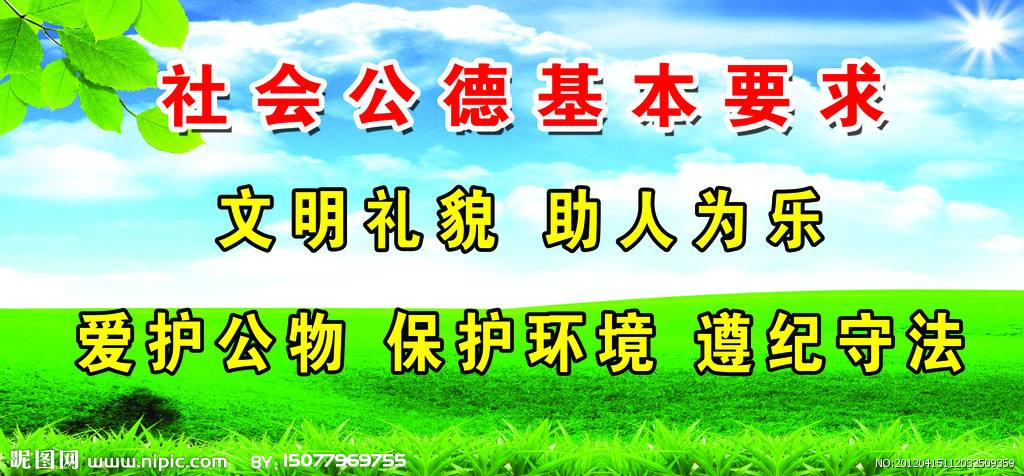 社会公德基本要求
文明礼貌 助人为乐
爱护公物 保护环境 遵纪守法
昵图网 www.nipic.com BY: 15077969755 NO:20120415112032509359